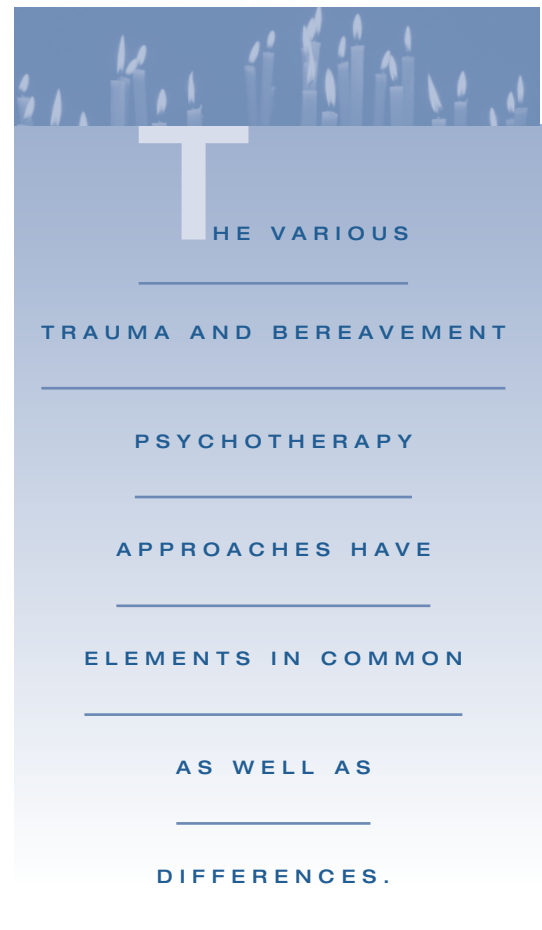 THE VARIOUS
TRAUMA AND BEREAVEMENT
PSYCHOTHERAPY
APPROACHES HAVE
ELEMENTS IN COMMON
AS WELL AS
DIFFERENCES.